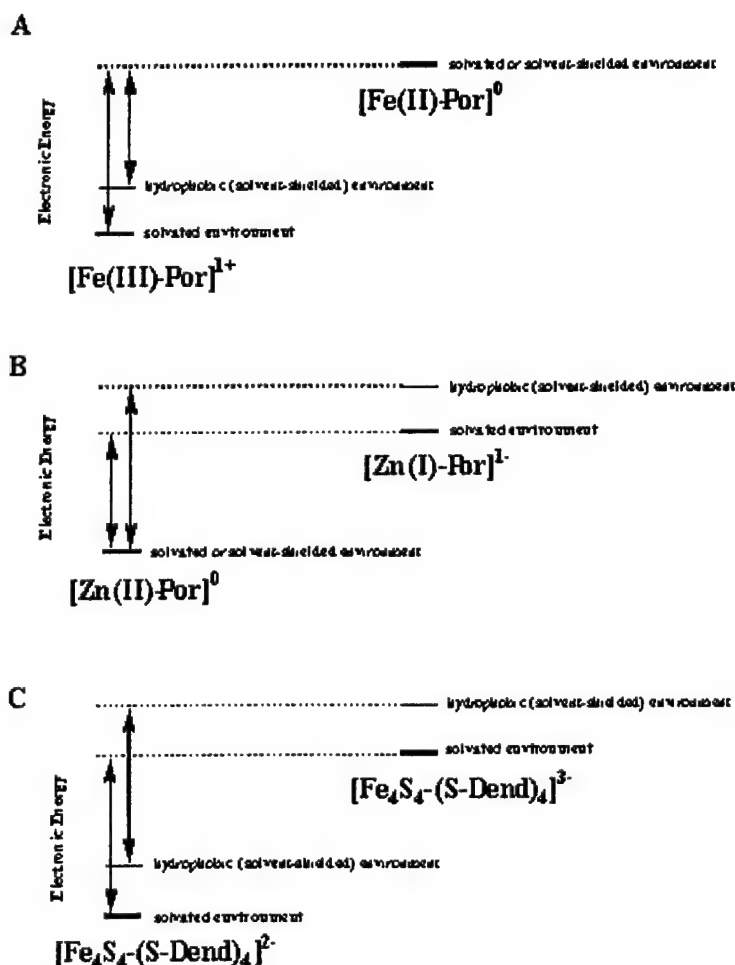 A
solvated or solvent-shielded environment
[Fe(II)-Por]⁰
Electronic Energy
hydrophobic (solvent-shielded) environment
solvated environment
[Fe(III)-Por]¹⁺
B
hydrophobic (solvent-shielded) environment
solvated environment
[Zn(I)-Por]¹⁻
Electronic Energy
solvated or solvent-shielded environment
[Zn(II)-Por]⁰
C
hydrophobic (solvent-shielded) environment
solvated environment
[Fe₄S₄-(S-Dend)₄]³⁻
Electronic Energy
hydrophobic (solvent-shielded) environment
solvated environment
[Fe₄S₄-(S-Dend)₄]²⁻